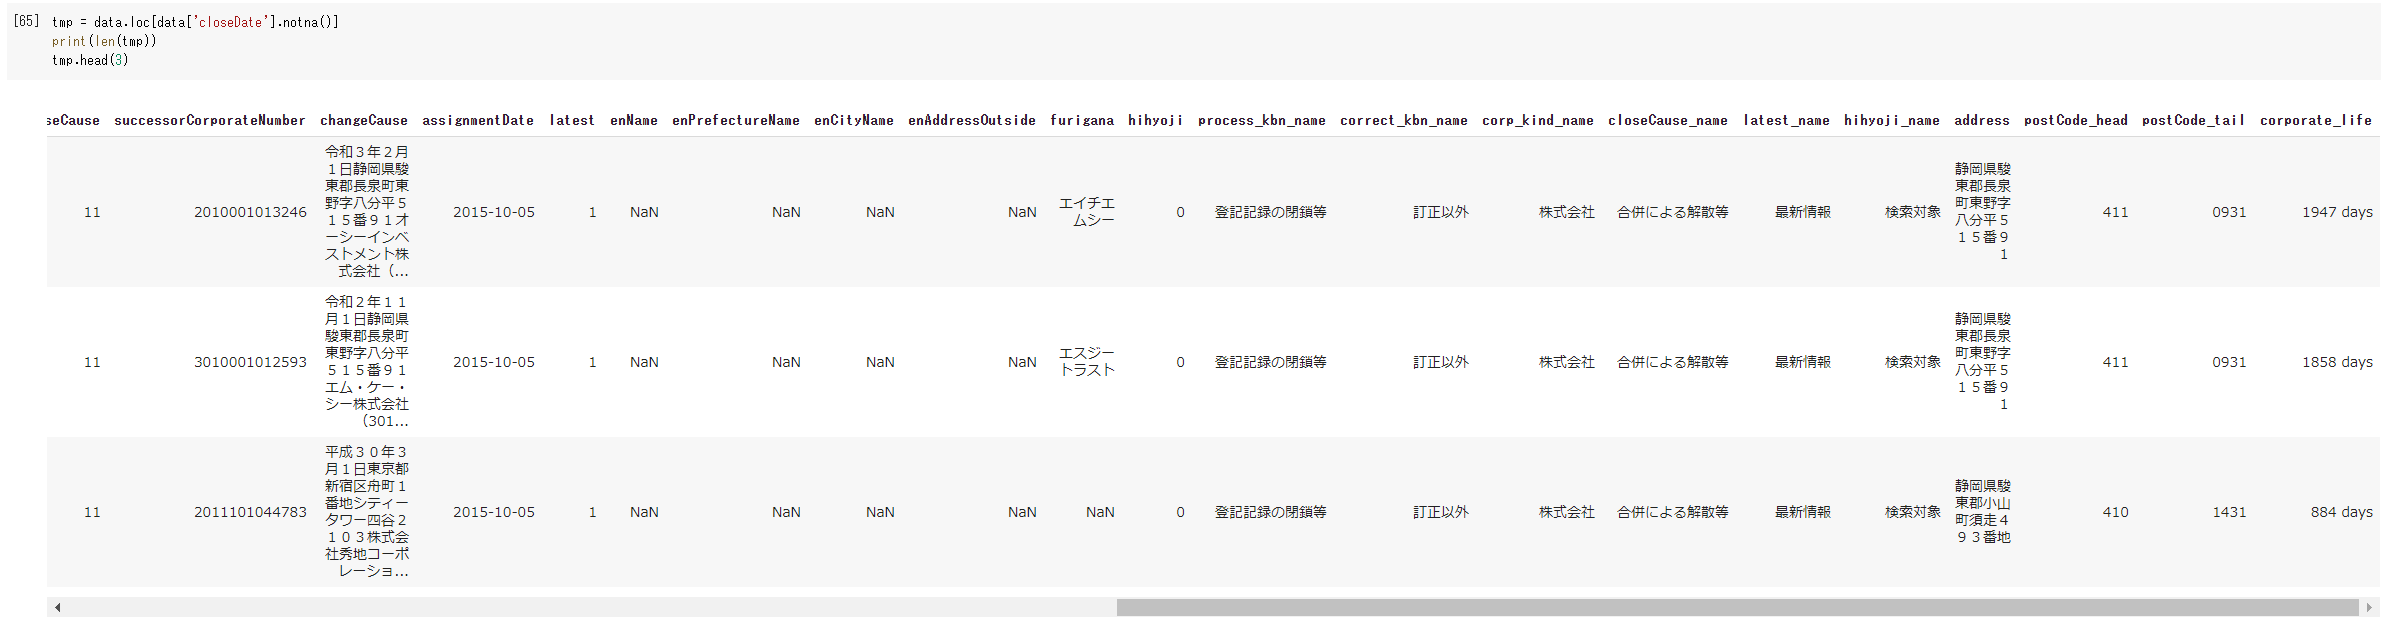 [65] tmp = data.loc[data['closeDate'].notna()]
print(len(tmp))
tmp.head(3)
seCause successorCorporateNumber changeCause assignmentDate latest enName enPrefectureName enCityName enAddressOutside furigana hihyoji process_kbn_name correct_kbn_name corp_kind_name closeCause_name latest_name hihyoji_name address postCode_head postCode_tail corporate_life
11 2010001013246
令和３年２月
１日静岡県駿
東郡長泉町東
野字八分平５
１５番９１オ
ーシーインベ
ストメント株
式会社（...
2015-10-05 1 NaN NaN NaN NaN
エイチエ
ムシー
0 登記記録の閉鎖等 訂正以外 株式会社 合併による解散等 最新情報 検索対象
静岡県駿
東郡長泉
町東野字
八分平５
１５番９
１
411 0931 1947 days
11 3010001012593
令和２年１１
月１日静岡県
駿東郡長泉町
東野字八分平
５１５番９１
エム・ケー・
シー株式会社
（301...
2015-10-05 1 NaN NaN NaN NaN
エスジー
トラスト
0 登記記録の閉鎖等 訂正以外 株式会社 合併による解散等 最新情報 検索対象
静岡県駿
東郡長泉
町東野字
八分平５
１５番９
１
411 0931 1858 days
11 2011101044783
平成３０年３
月１日東京都
新宿区舟町１
番地シティー
タワー四谷２
１０３株式会
社秀地コーポ
レーショ...
2015-10-05 1 NaN NaN NaN NaN NaN 0 登記記録の閉鎖等 訂正以外 株式会社 合併による解散等 最新情報 検索対象
静岡県駿
東郡小山
町須走４
９３番地
410 1431 884 days